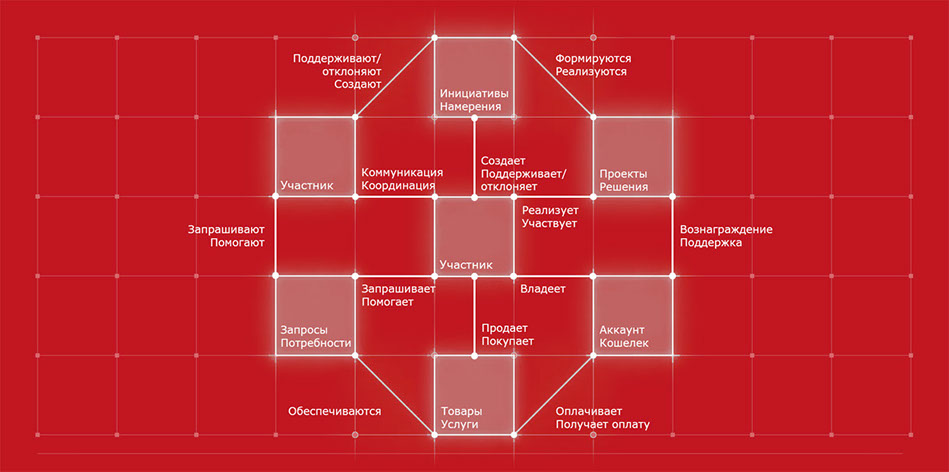 Поддерживают/
отклоняют
Создают
Формируются
Реализуются
Инициативы
Намерения
Участник
Коммуникация
Координация
Создает
Поддерживает/
отклоняет
Проекты
Решения
Запрашивают
Помогают
Участник
Реализует
Участвует
Вознаграждение
Поддержка
Запрашивает
Помогает
Владеет
Запросы
Потребности
Продает
Покупает
Аккаунт
Кошелек
Обеспечиваются
Товары
Услуги
Оплачивает
Получает оплату